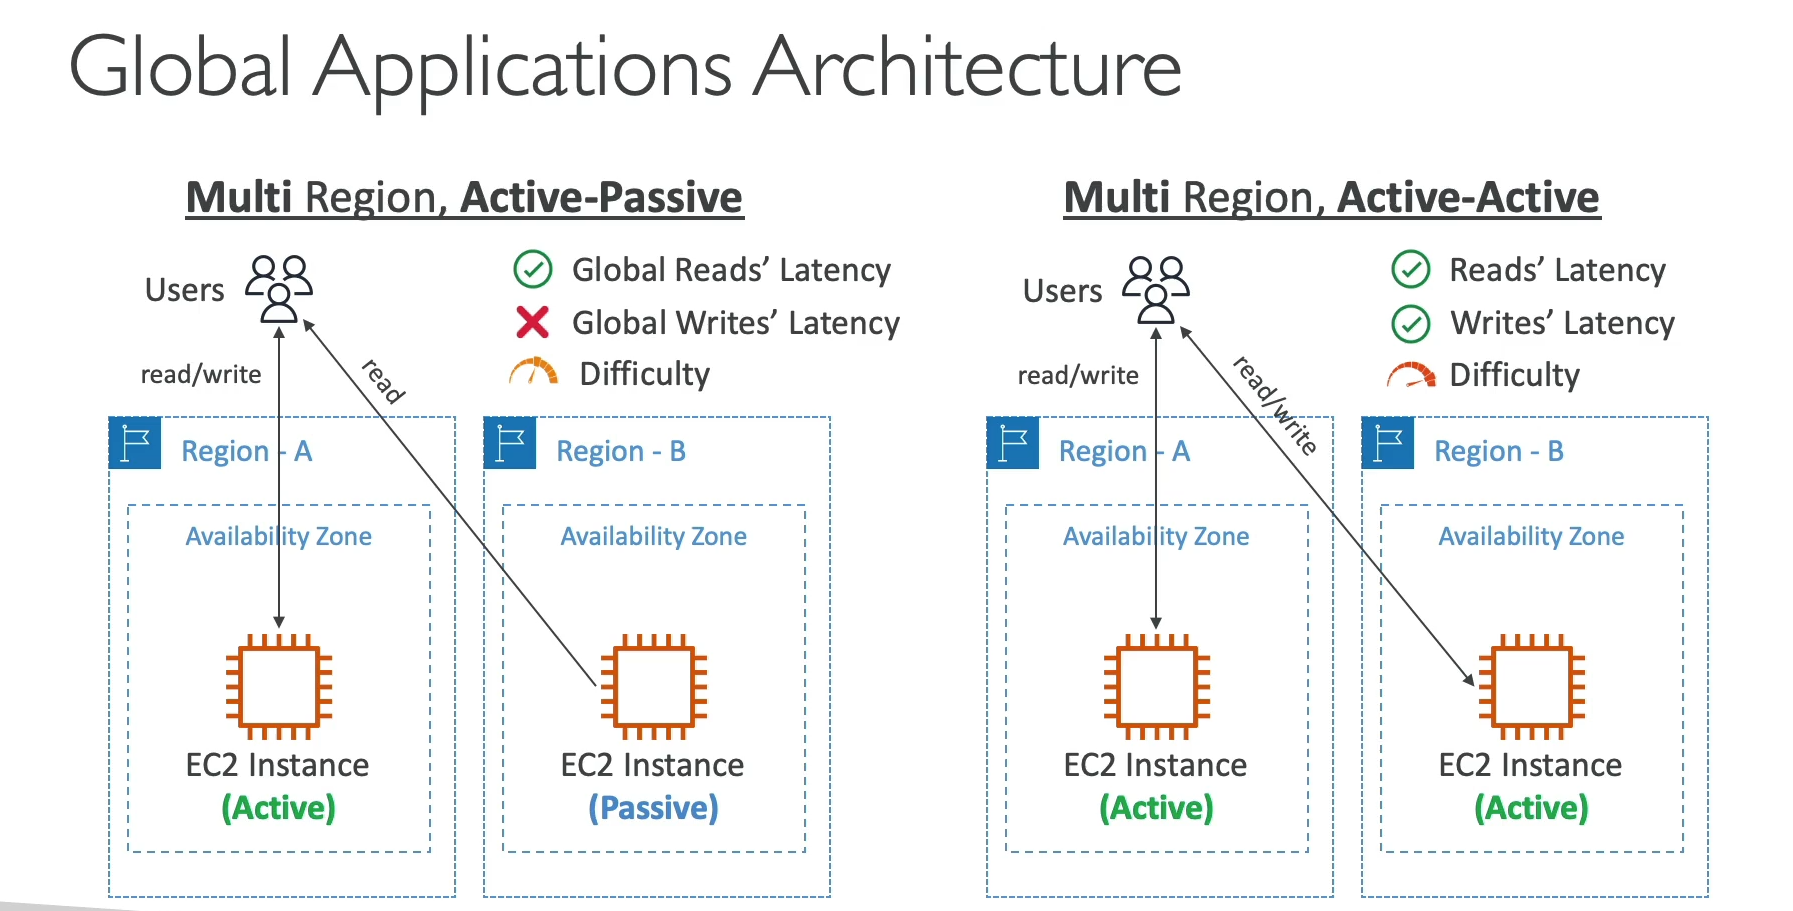 Global Applications Architecture
Multi Region, Active-Passive
Users
Global Reads’ Latency
Global Writes’ Latency
Difficulty
read/write
read
Region - A
Availability Zone
EC2 Instance
(Active)
Region - B
Availability Zone
EC2 Instance
(Passive)
Multi Region, Active-Active
Users
Reads’ Latency
Writes’ Latency
Difficulty
read/write
read/write
Region - A
Availability Zone
EC2 Instance
(Active)
Region - B
Availability Zone
EC2 Instance
(Active)